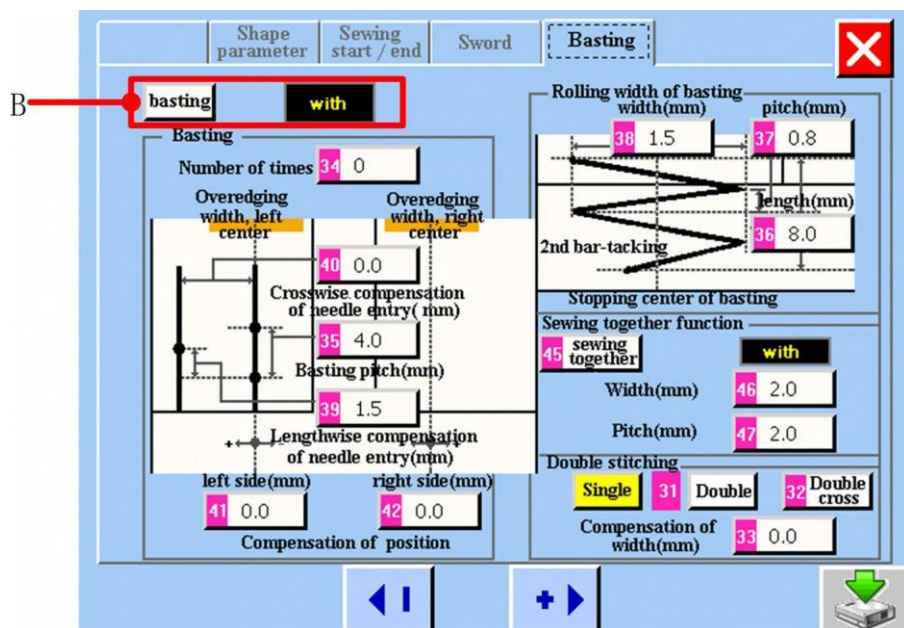 Shape
parameter
Sewing
start / end
Sword
Basting
B
basting
with
Basting
Number of times
34
0
Overedging
width, left
center
Overedging
width, right
center
40
0.0
Crosswise compensation
of needle entry( mm)
35
4.0
Basting pitch(mm)
39
1.5
Lengthwise compensation
of needle entry(mm)
left side(mm)
right side(mm)
41
0.0
42
0.0
Compensation of position
Rolling width of basting
width(mm)
pitch(mm)
38
1.5
37
0.8
length(mm)
36
8.0
2nd bar-tacking
Stopping center of basting
Sewing together function
45
sewing
together
with
Width(mm)
46
2.0
Pitch(mm)
47
2.0
Double stitching
Single
31
Double
32
Double
cross
Compensation of
width(mm)
33
0.0